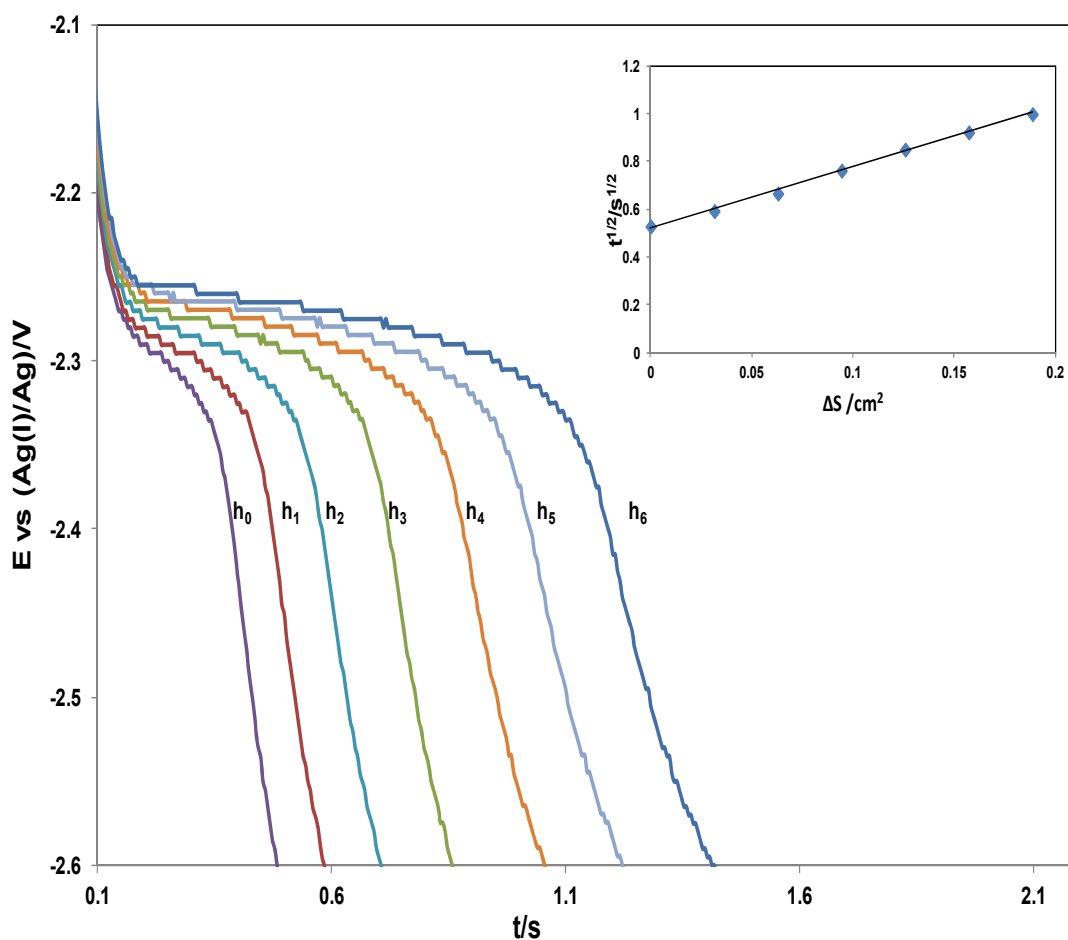 -2.1
-2.2
-2.3
-2.4
-2.5
-2.6
E vs (Ag(I)/Ag)/V
0.1
0.6
1.1
1.6
2.1
t/s
h₀
h₁
h₂
h₃
h₄
h₅
h₆
1.2
1
0.8
0.6
0.4
0.2
0
t^1/2/s^1/2
0
0.05
0.1
0.15
0.2
ΔS /cm²